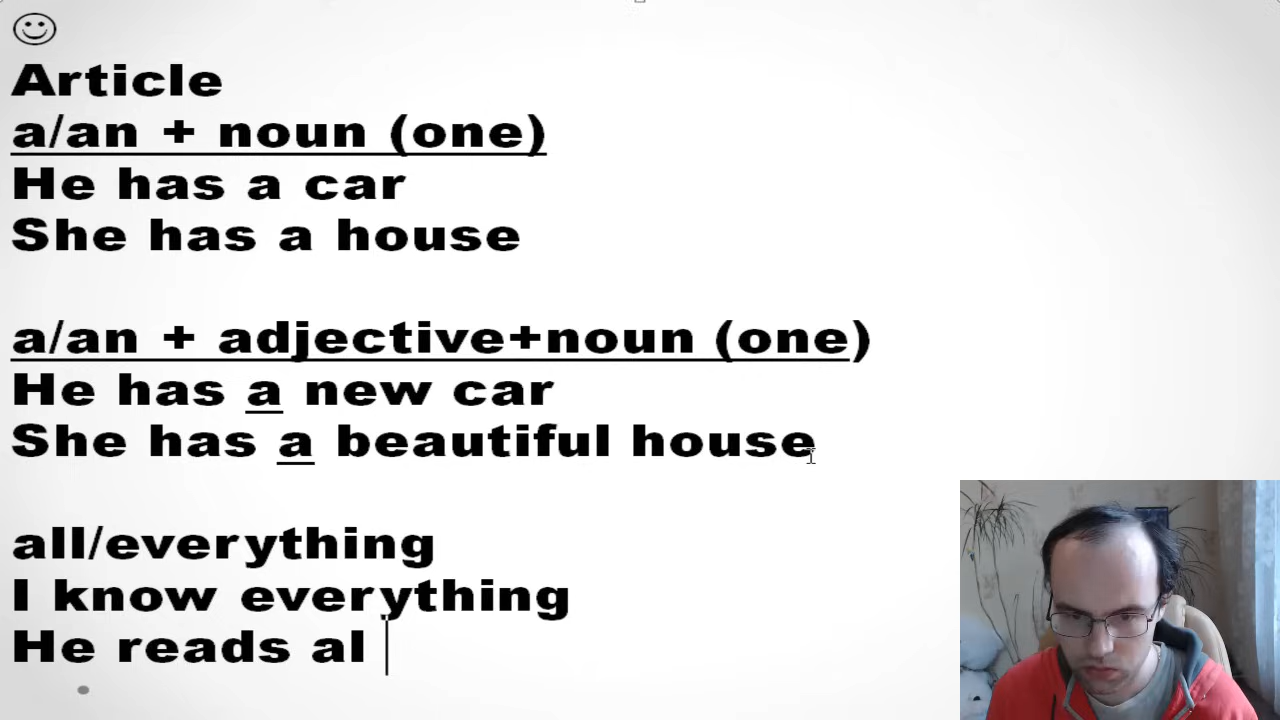 Article
a/an + noun (one)
He has a car
She has a house
a/an + adjective+noun (one)
He has a new car
She has a beautiful house
all/everything
I know everything
He reads al